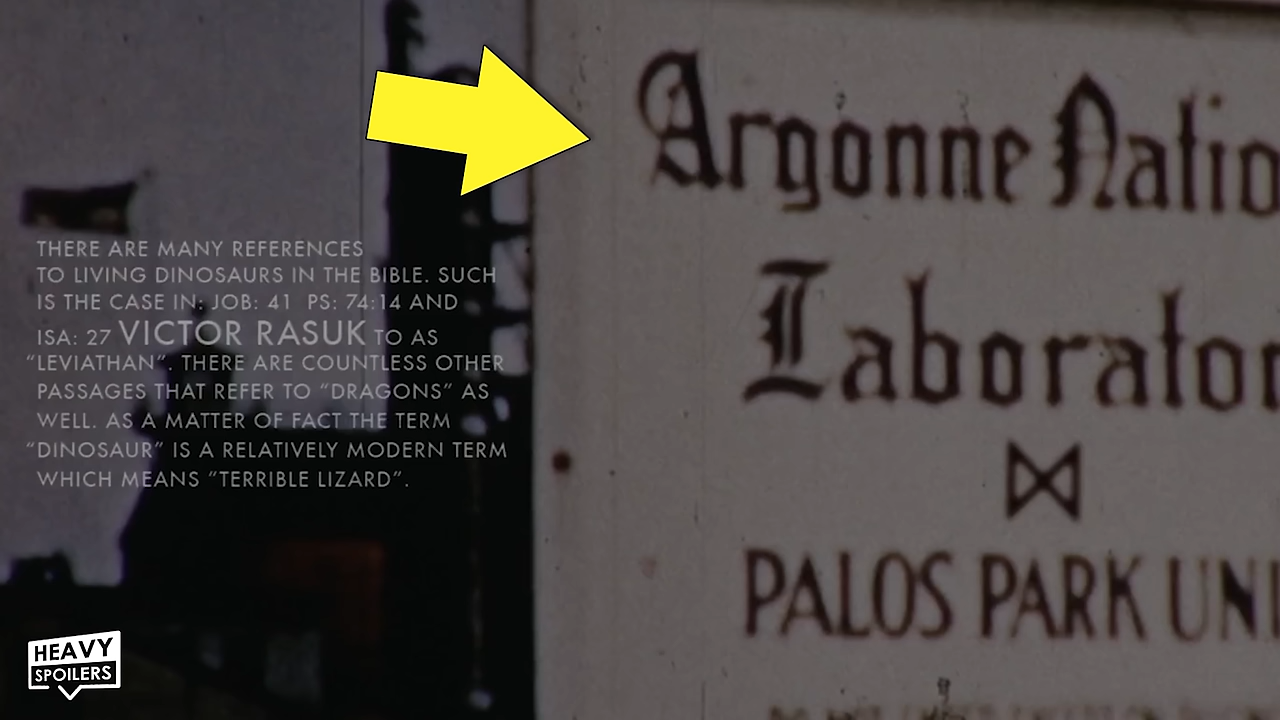 THERE ARE MANY REFERENCES
TO LIVING DINOSAURS IN THE BIBLE. SUCH
IS THE CASE IN: JOB: 41 PS: 74:14 AND
ISA: 27 VICTOR RASUK TO AS
“LEVIATHAN”. THERE ARE COUNTLESS OTHER
PASSAGES THAT REFER TO “DRAGONS” AS
WELL. AS A MATTER OF FACT THE TERM
“DINOSAUR” IS A RELATIVELY MODERN TERM
WHICH MEANS “TERRIBLE LIZARD”.
Argonne Natio
Laborator
PALOS PARK UNI
HEAVY
SPOILERS